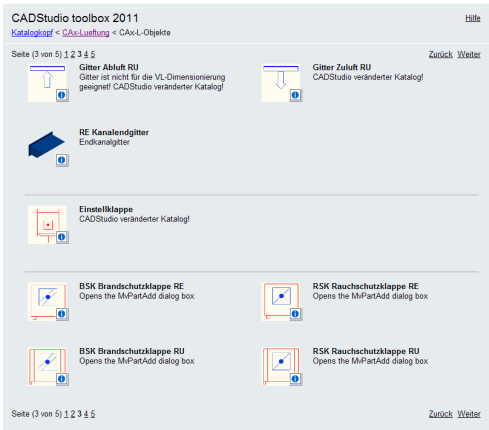 CADStudio toolbox 2011
Hilfe
Katalogkopf < CAx-Lueftung < CAx-L-Objekte
Seite (3 von 5) 1 2 3 4 5
Zurück Weiter
Gitter Abluft RU
Gitter ist nicht für die VL-Dimensionierung
geeignet! CADStudio veränderter Katalog!
Gitter Zuluft RU
CADStudio veränderter Katalog!
RE Kanalendgitter
Endkanalgitter
Einstellklappe
CADStudio veränderter Katalog!
BSK Brandschutzklappe RE
Opens the MvPartAdd dialog box
RSK Rauchschutzklappe RE
Opens the MvPartAdd dialog box
BSK Brandschutzklappe RU
Opens the MvPartAdd dialog box
RSK Rauchschutzklappe RU
Opens the MvPartAdd dialog box
Seite (3 von 5) 1 2 3 4 5
Zurück Weiter